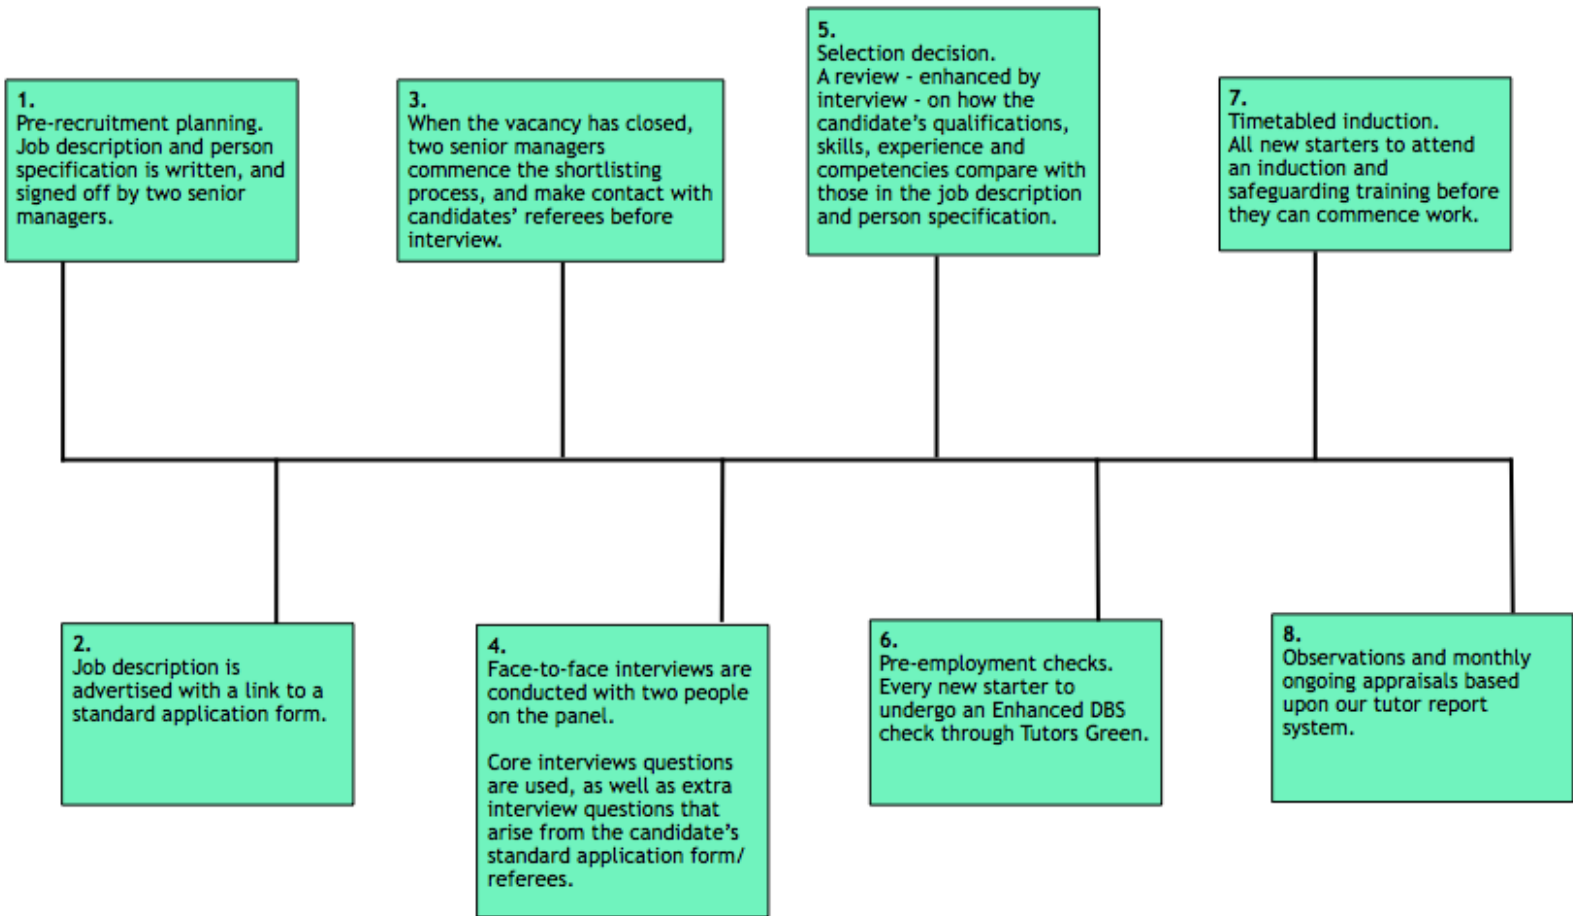 1.
Pre-recruitment planning.
Job description and person
specification is written, and
signed off by two senior
managers.
2.
Job description is
advertised with a link to a
standard application form.
3.
When the vacancy has closed,
two senior managers
commence the shortlisting
process, and make contact with
candidates’ referees before
interview.
4.
Face-to-face interviews are
conducted with two people
on the panel.
Core interviews questions
are used, as well as extra
interview questions that
arise from the candidate’s
standard application form/
referees.
5.
Selection decision.
A review - enhanced by
interview - on how the
candidate’s qualifications,
skills, experience and
competencies compare with
those in the job description
and person specification.
6.
Pre-employment checks.
Every new starter to
undergo an Enhanced DBS
check through Tutors Green.
7.
Timetabled induction.
All new starters to attend
an induction and
safeguarding training before
they can commence work.
8.
Observations and monthly
ongoing appraisals based
upon our tutor report
system.